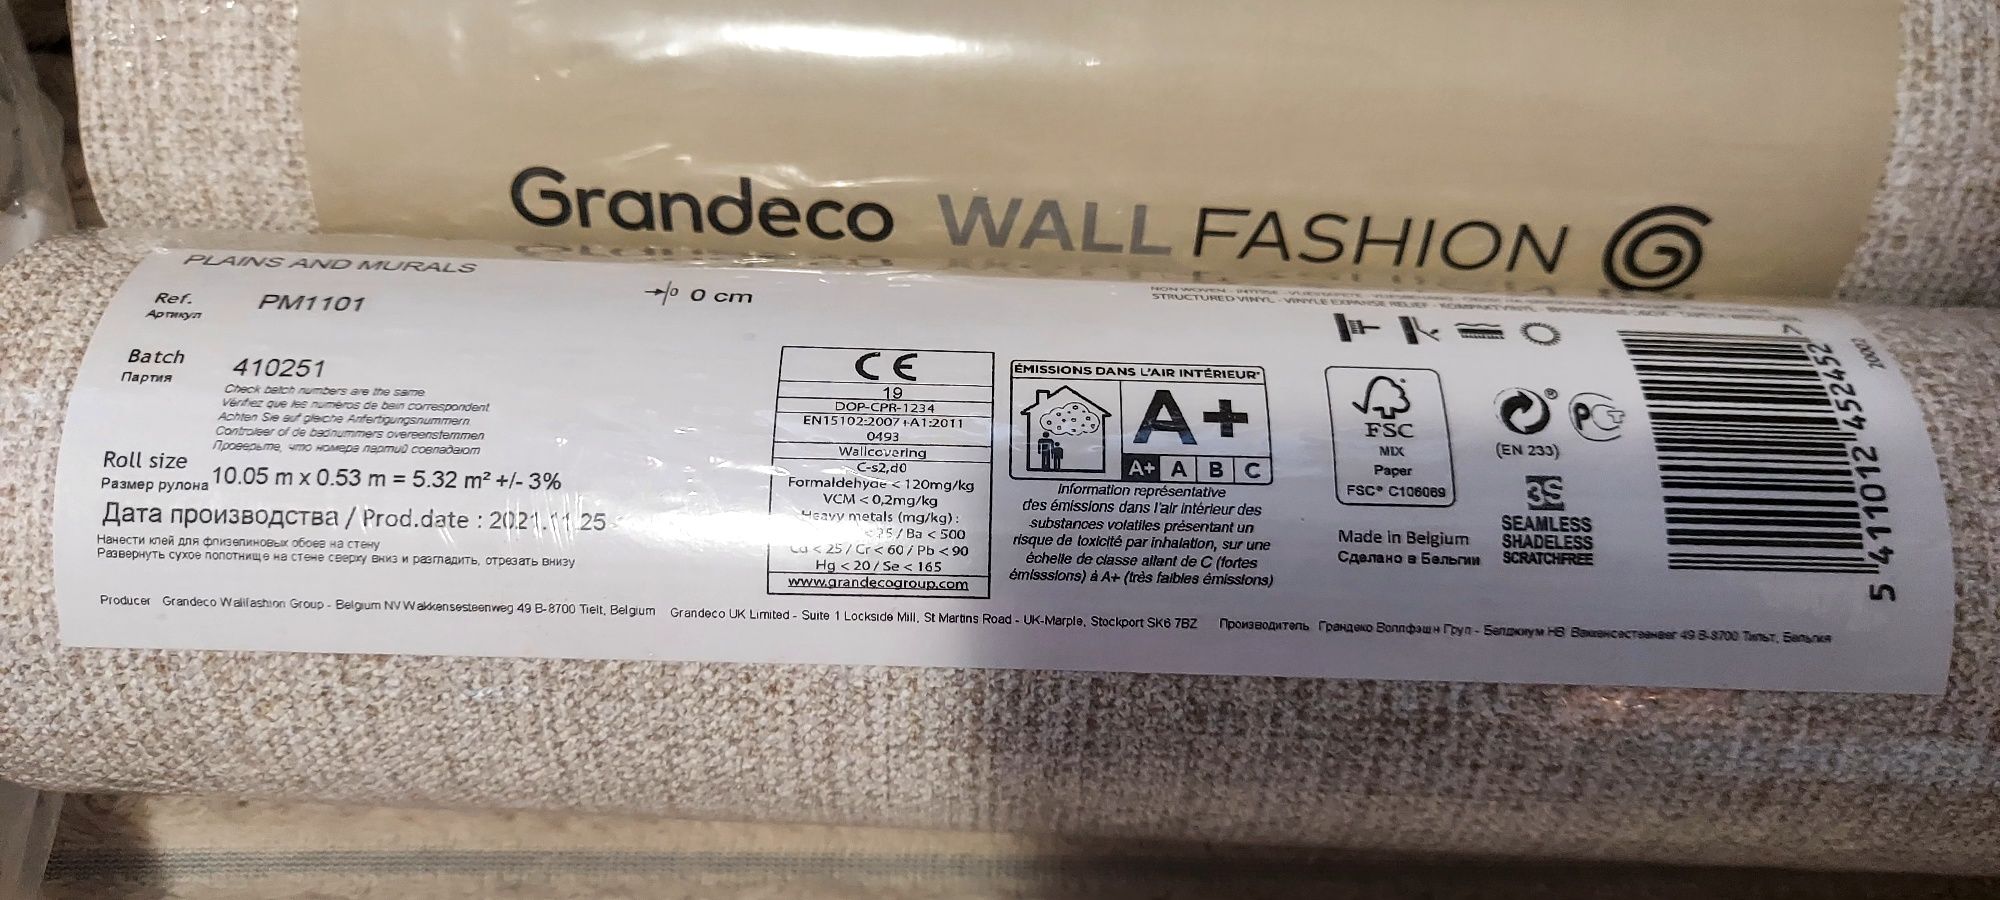 Grandeco WALL FASHION
PLAINS AND MURALS
Ref. PM1101
Артикул
0 cm
STRUCTURED VINYL - VINYLE EXPANSE RELIEF
Batch 410251
Партия
Check batch numbers are the same
Vérifiez que les numéros de bain correspondent
Achten Sie auf gleiche Anfertigungsnummern
Controleer of de badnummers overeenstemmen
Проверьте, что номера партий совпадают
Roll size 10.05 m x 0.53 m = 5.32 m² +/- 3%
Размер рулона
Дата производства / Prod.date : 2021.11.25
Нанести клей для флизелиновых обоев на стену
Развернуть сухое полотнище на стене сверху вниз и разгладить, отрезать внизу
CE
19
DOP-CPR-1234
EN15102:2007+A1:2011
0493
Wallcovering
C-s2,d0
Formaldehyde < 120mg/kg
VCM < 0,2mg/kg
Heavy metals (mg/kg) :
< 25 / Ba < 500
Cd < 25 / Cr < 60 / Pb < 90
Hg < 20 / Se < 165
www.grandecogroup.com
ÉMISSIONS DANS L'AIR INTÉRIEUR*
A+
A+ A B C
Information représentative
des émissions dans l'air intérieur des
substances volatiles présentant un
risque de toxicité par inhalation, sur une
échelle de classe allant de C (fortes
émisssions) à A+ (très faibles émissions)
FSC
MIX
Paper
FSC® C106069
Made in Belgium
Сделано в Бельгии
®
(EN 233)
РСТ
3S
SEAMLESS
SHADELESS
SCRATCHFREE
5 411012 452452
7
20007
Producer Grandeco Wallfashion Group - Belgium NV Wakkensesteenweg 49 B-8700 Tielt, Belgium Grandeco UK Limited - Suite 1 Lockside Mill, St Martins Road - UK-Marple, Stockport SK6 7BZ Производитель Грандеко Воллфэшн Груп - Белджиум НВ Ваккенсестеенвег 49 B-8700 Тильт, Бельгия